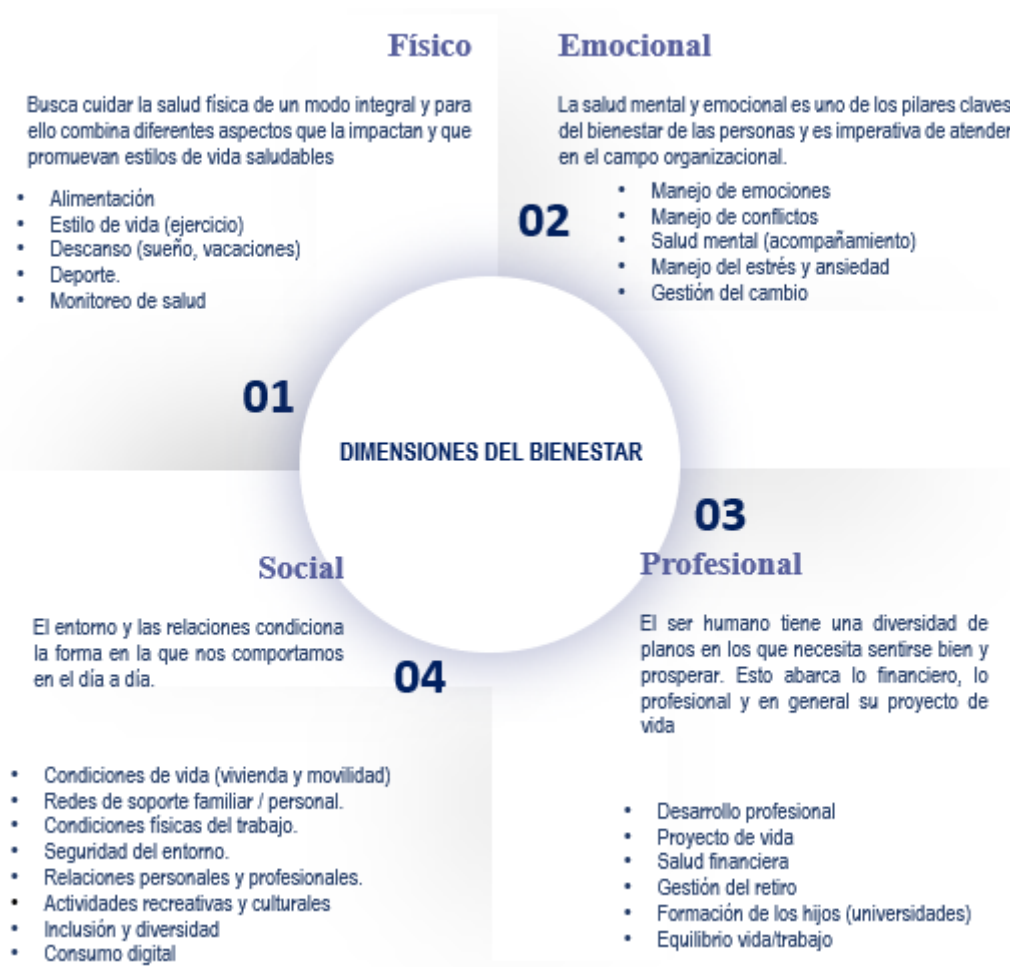 Físico
Busca cuidar la salud física de un modo integral y para
ello combina diferentes aspectos que la impactan y que
promuevan estilos de vida saludables
• Alimentación
• Estilo de vida (ejercicio)
• Descanso (sueño, vacaciones)
• Deporte.
• Monitoreo de salud
01
Emocional
La salud mental y emocional es uno de los pilares claves
del bienestar de las personas y es imperativa de atender
en el campo organizacional.
• Manejo de emociones
• Manejo de conflictos
• Salud mental (acompañamiento)
• Manejo del estrés y ansiedad
• Gestión del cambio
02
DIMENSIONES DEL BIENESTAR
03
Profesional
El ser humano tiene una diversidad de
planos en los que necesita sentirse bien y
prosperar. Esto abarca lo financiero, lo
profesional y en general su proyecto de
vida
• Desarrollo profesional
• Proyecto de vida
• Salud financiera
• Gestión del retiro
• Formación de los hijos (universidades)
• Equilibrio vida/trabajo
Social
El entorno y las relaciones condiciona
la forma en la que nos comportamos
en el día a día.
04
• Condiciones de vida (vivienda y movilidad)
• Redes de soporte familiar / personal.
• Condiciones físicas del trabajo.
• Seguridad del entorno.
• Relaciones personales y profesionales.
• Actividades recreativas y culturales
• Inclusión y diversidad
• Consumo digital